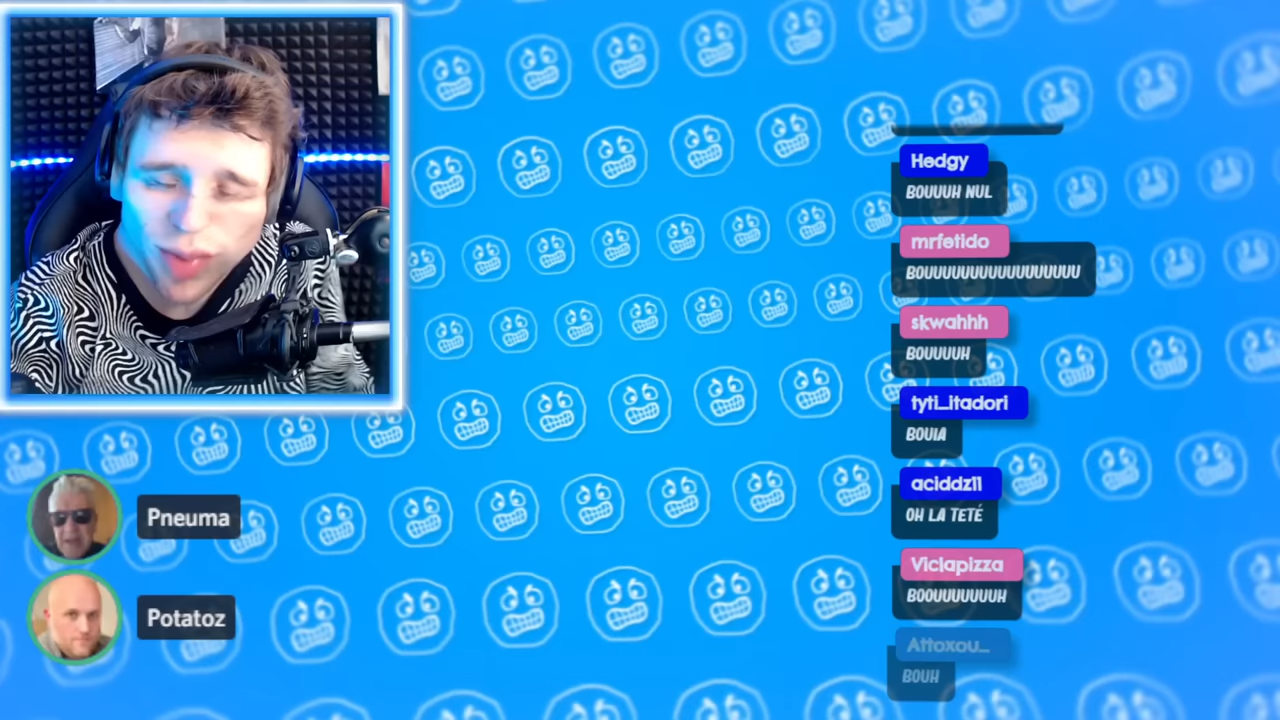 Hedgy
BOUUUH NUL
mrfetido
BOUUUUUUUUUUUUUUUUU
skwahhh
BOUUUUH
tyti_itadori
BOUIA
aciddz11
OH LA TETÉ
Viclapizza
BOOUUUUUUUH
Attoxou_
BOUH
Pneuma
Potatoz